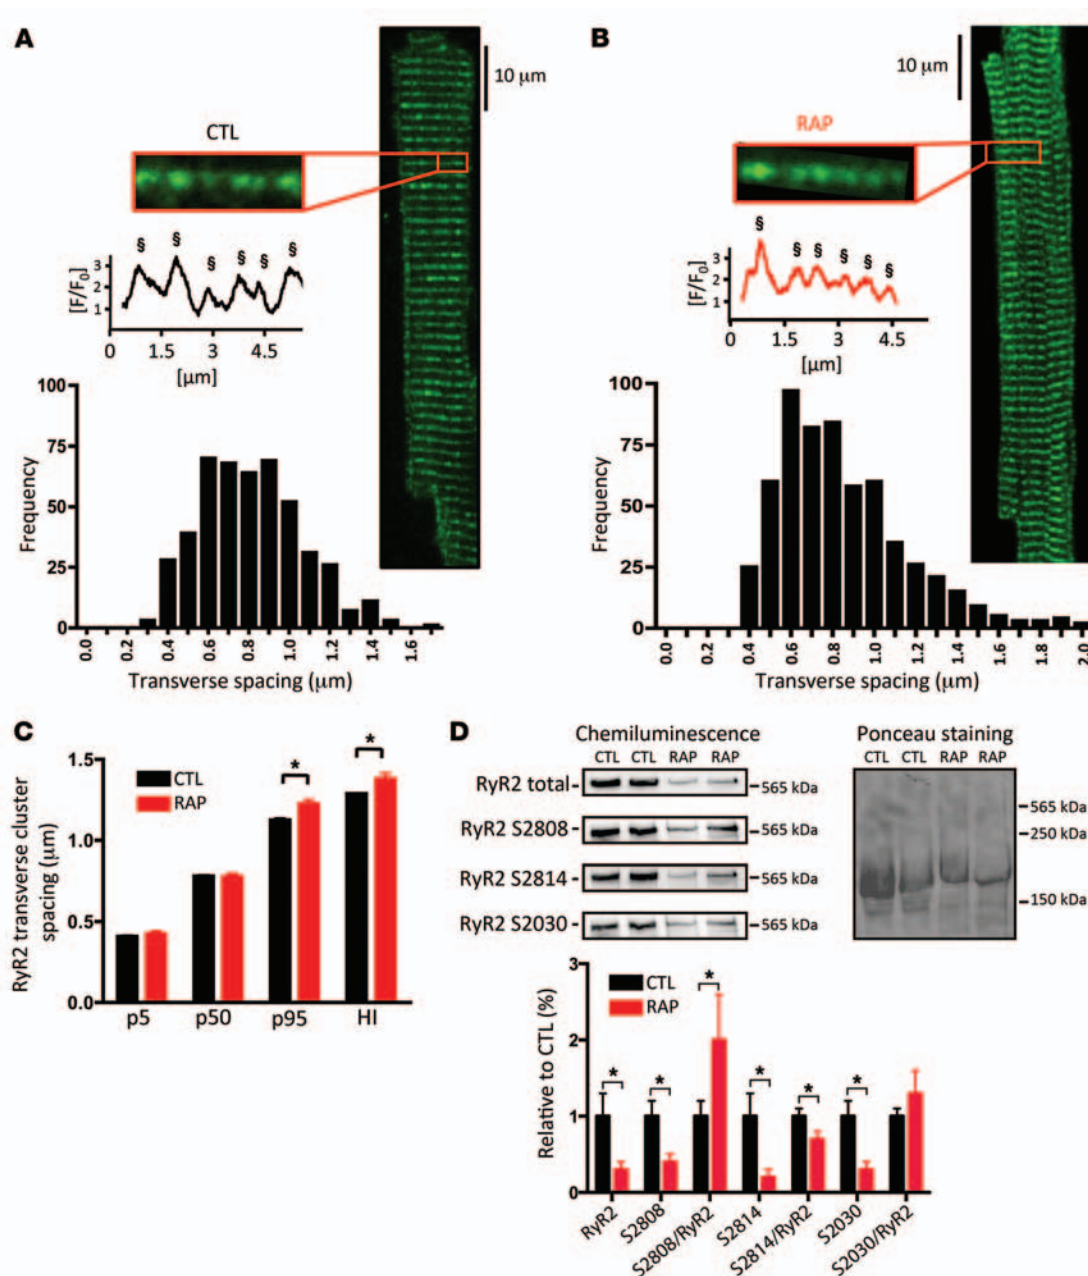 A
10 µm
CTL
§ § § § § §
[F/F0]
3
2
1
0 1.5 3 4.5
[µm]
100
75
50
25
0
Frequency
0.0 0.2 0.4 0.6 0.8 1.0 1.2 1.4 1.6
Transverse spacing (µm)
B
10 µm
RAP
§ § § § § §
[F/F0]
3
2
1
0 1.5 3 4.5
[µm]
100
75
50
25
0
Frequency
0.0 0.2 0.4 0.6 0.8 1.0 1.2 1.4 1.6 1.8 2.0
Transverse spacing (µm)
C
RyR2 transverse cluster
spacing (µm)
1.5
1.0
0.5
0.0
CTL
RAP
* *
p5 p50 p95 HI
D
Chemiluminescence
CTL CTL RAP RAP
RyR2 total- -565 kDa
RyR2 S2808- -565 kDa
RyR2 S2814- -565 kDa
RyR2 S2030- -565 kDa
Ponceau staining
CTL CTL RAP RAP
-565 kDa
-250 kDa
-150 kDa
Relative to CTL (%)
3
2
1
0
CTL
RAP
* * * * * *
RyR2 S2808 S2808/RyR2 S2814 S2814/RyR2 S2030 S2030/RyR2